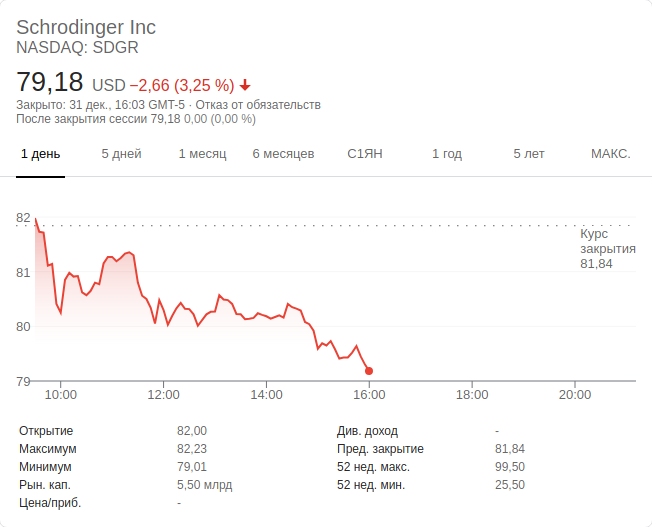 Schrodinger Inc
NASDAQ: SDGR
79,18 USD −2,66 (3,25 %)
Закрыто: 31 дек., 16:03 GMT-5 · Отказ от обязательств
После закрытия сессии 79,18 0,00 (0,00 %)
1 день 5 дней 1 месяц 6 месяцев С1ЯН 1 год 5 лет МАКС.
82
Курс
закрытия
81,84
81
80
79
10:00 12:00 14:00 16:00 18:00 20:00
Открытие 82,00 Див. доход -
Максимум 82,23 Пред. закрытие 81,84
Минимум 79,01 52 нед. макс. 99,50
Рын. кап. 5,50 млрд 52 нед. мин. 25,50
Цена/приб. -